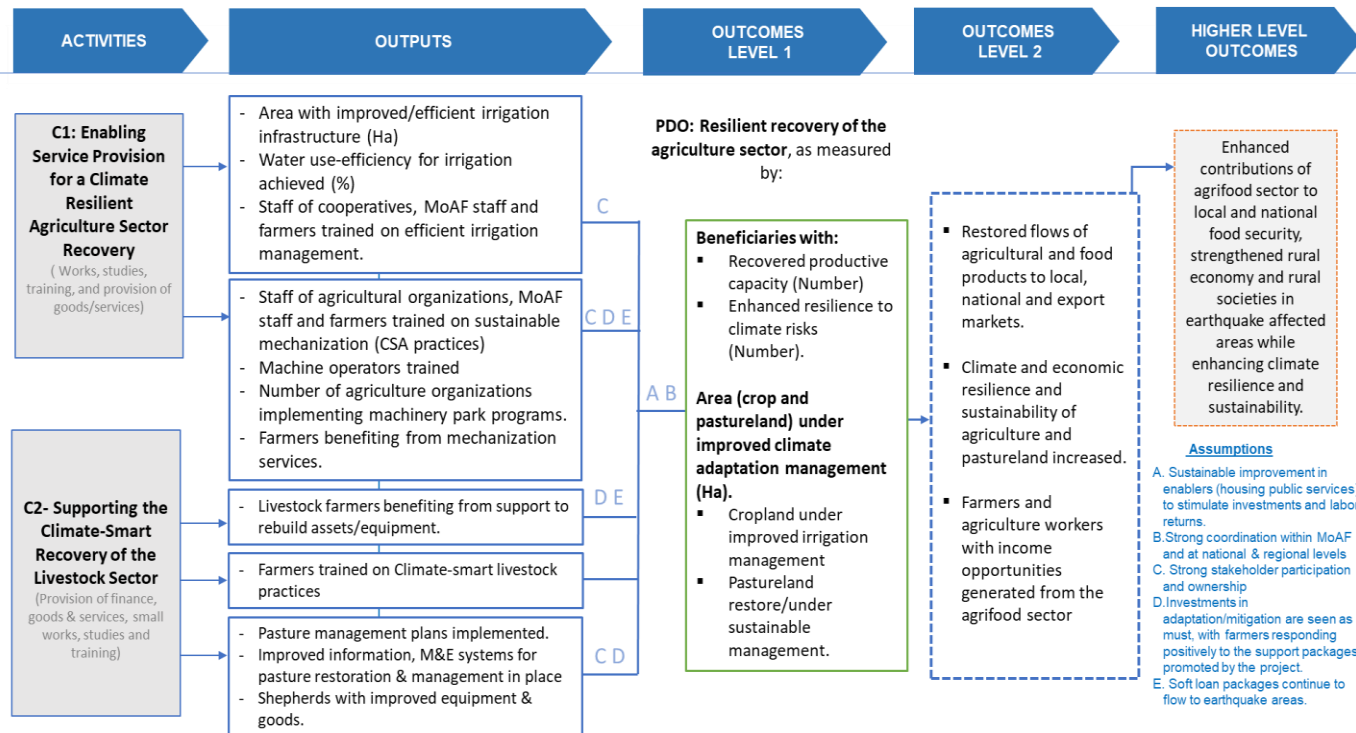 ACTIVITIES
OUTPUTS
OUTCOMES
LEVEL 1
OUTCOMES
LEVEL 2
HIGHER LEVEL
OUTCOMES
C1: Enabling
Service Provision
for a Climate
Resilient
Agriculture Sector
Recovery
( Works, studies,
training, and provision of
goods/services)
C2- Supporting the
Climate-Smart
Recovery of the
Livestock Sector
(Provision of finance,
goods & services, small
works, studies and
training)
- Area with improved/efficient irrigation
infrastructure (Ha)
- Water use-efficiency for irrigation
achieved (%)
- Staff of cooperatives, MoAF staff and
farmers trained on efficient irrigation
management.
- Staff of agricultural organizations, MoAF
staff and farmers trained on sustainable
mechanization (CSA practices)
- Machine operators trained
- Number of agriculture organizations
implementing machinery park programs.
- Farmers benefiting from mechanization
services.
- Livestock farmers benefiting from support to
rebuild assets/equipment.
- Farmers trained on Climate-smart livestock
practices
- Pasture management plans implemented.
- Improved information, M&E systems for
pasture restoration & management in place
- Shepherds with improved equipment &
goods.
C
C D E
D E
C D
A B
PDO: Resilient recovery of the
agriculture sector, as measured
by:
Beneficiaries with:
▪ Recovered productive
capacity (Number)
▪ Enhanced resilience to
climate risks
(Number).
Area (crop and
pastureland) under
improved climate
adaptation management
(Ha).
▪ Cropland under
improved irrigation
management
▪ Pastureland
restore/under
sustainable
management.
▪ Restored flows of
agricultural and food
products to local,
national and export
markets.
▪ Climate and economic
resilience and
sustainability of
agriculture and
pastureland increased.
▪ Farmers and
agriculture workers
with income
opportunities
generated from the
agrifood sector
Enhanced
contributions of
agrifood sector to
local and national
food security,
strengthened rural
economy and rural
societies in
earthquake affected
areas while
enhancing climate
resilience and
sustainability.
Assumptions
A. Sustainable improvement in
enablers (housing public services)
to stimulate investments and labor
returns.
B.Strong coordination within MoAF
and at national & regional levels
C. Strong stakeholder participation
and ownership
D.Investments in
adaptation/mitigation are seen as
must, with farmers responding
positively to the support packages
promoted by the project.
E. Soft loan packages continue to
flow to earthquake areas.